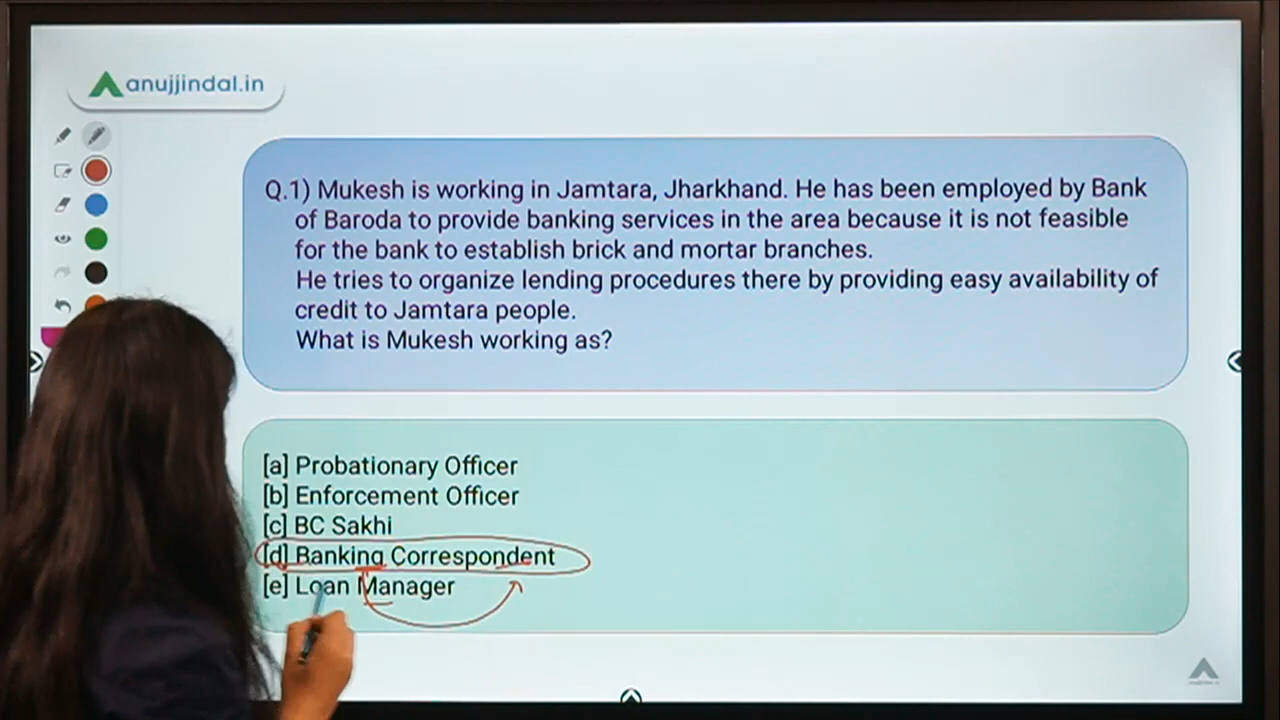 anujjindal.in
Q.1) Mukesh is working in Jamtara, Jharkhand. He has been employed by Bank
of Baroda to provide banking services in the area because it is not feasible
for the bank to establish brick and mortar branches.
He tries to organize lending procedures there by providing easy availability of
credit to Jamtara people.
What is Mukesh working as?
[a] Probationary Officer
[b] Enforcement Officer
[c] BC Sakhi
[d] Banking Correspondent
[e] Loan Manager